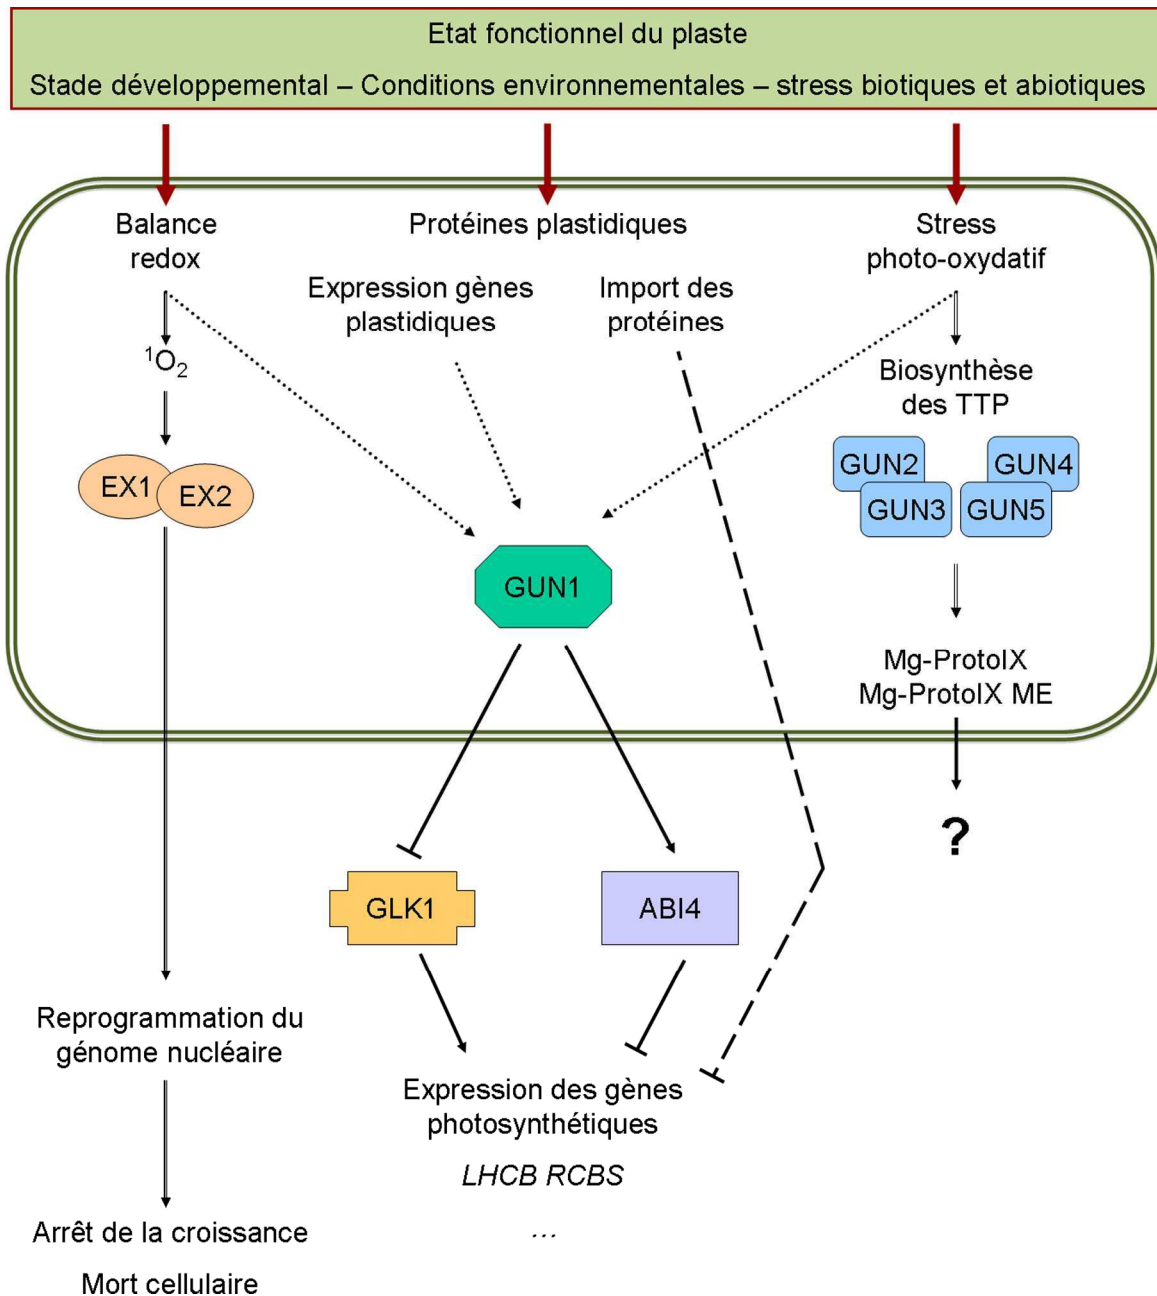 Etat fonctionnel du plaste
Stade développemental – Conditions environnementales – stress biotiques et abiotiques
Balance
redox
Protéines plastidiques
Stress
photo-oxydatif
Expression gènes
plastidiques
Import des
protéines
¹O₂
Biosynthèse
des TTP
EX1
EX2
GUN2
GUN4
GUN3
GUN5
GUN1
Mg-ProtoIX
Mg-ProtoIX ME
?
GLK1
ABI4
Reprogrammation du
génome nucléaire
Expression des gènes
photosynthétiques
LHCB RCBS
...
Arrêt de la croissance
Mort cellulaire